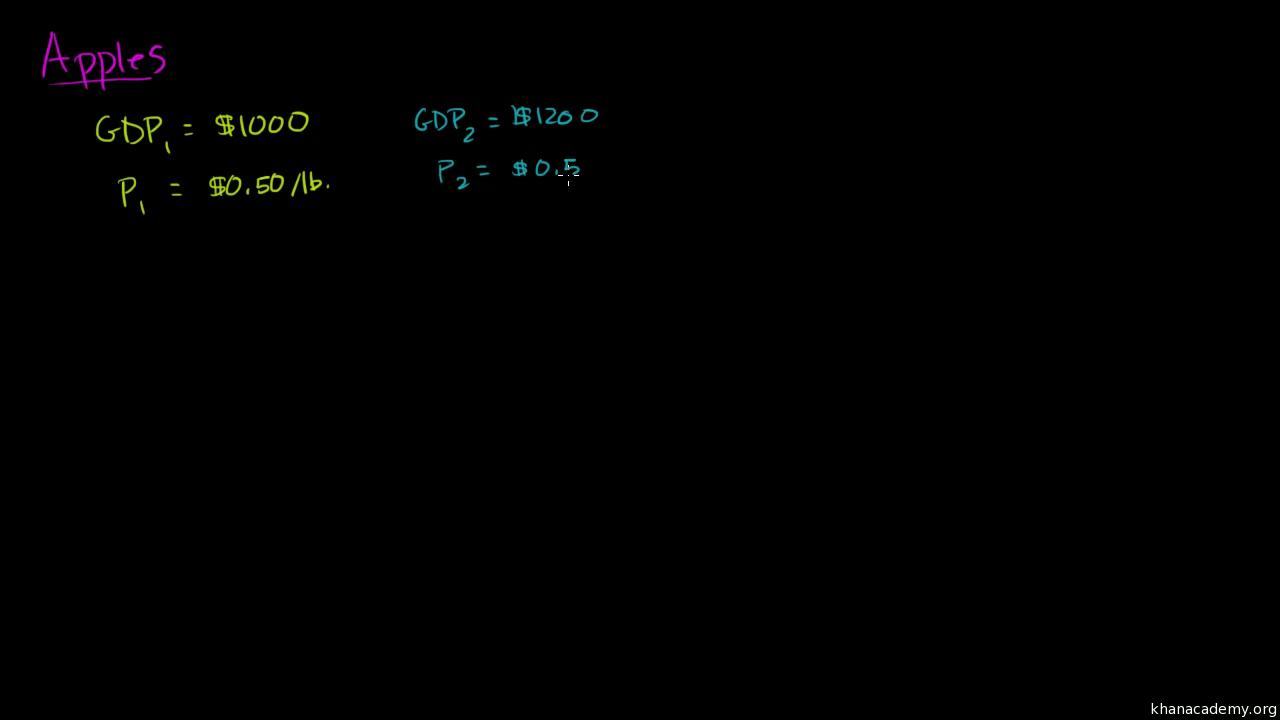 Apples
GDP₁ = $1000
P₁ = $0.50/lb.
GDP₂ = $1200
P₂ = $0.5
khanacademy.org